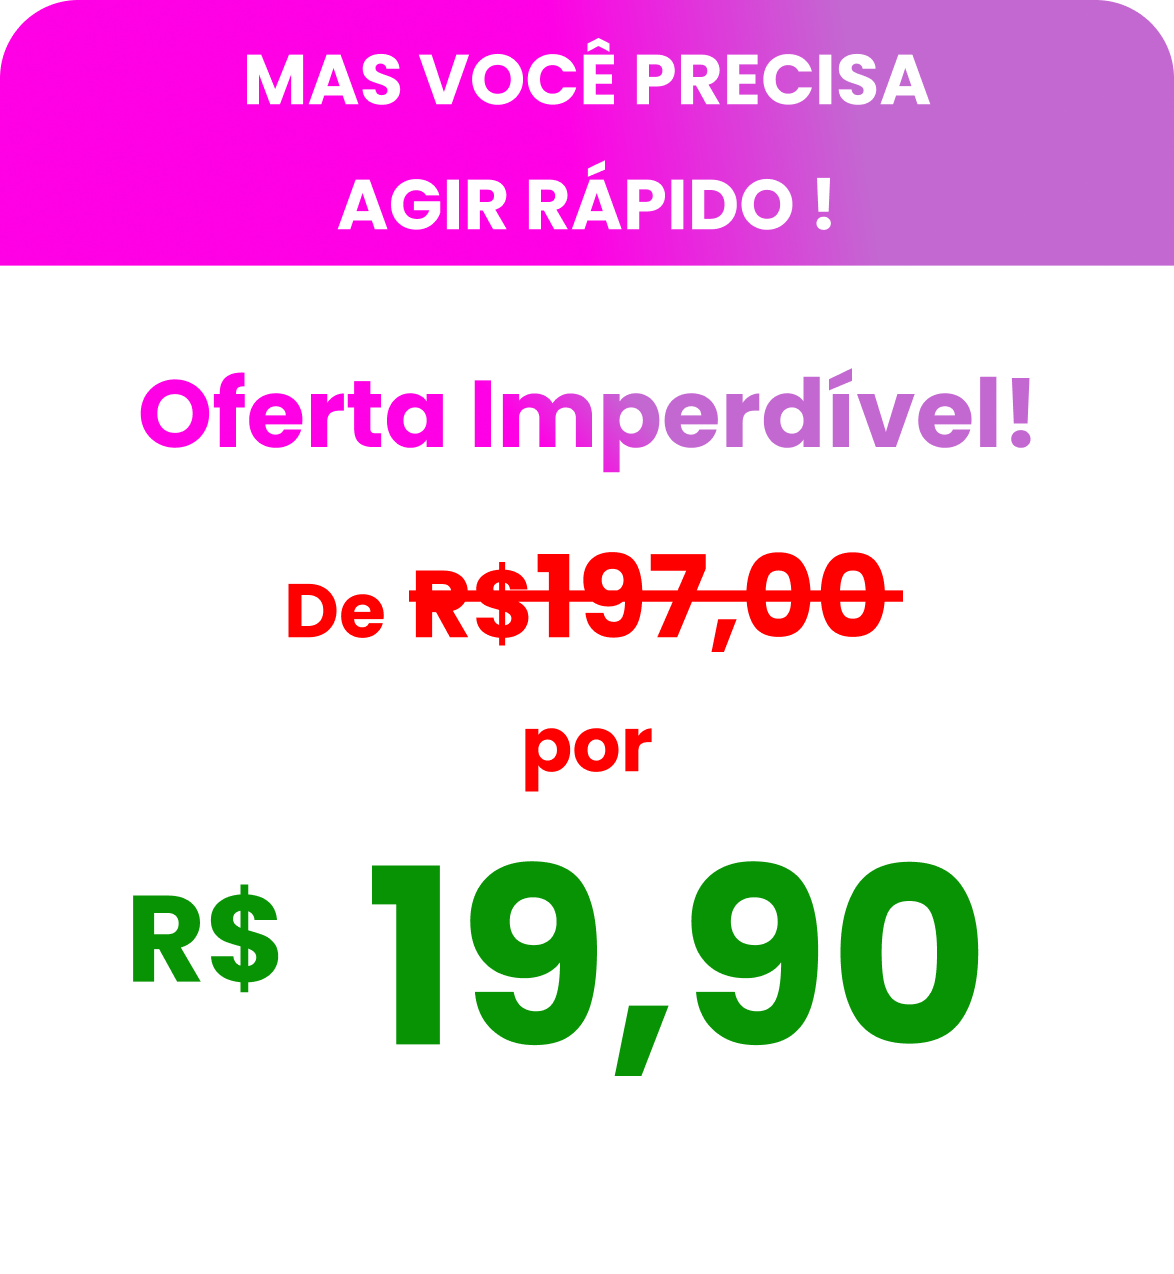 MAS VOCÊ PRECISA
AGIR RÁPIDO !
Oferta Imperdível!
De R$197,00
por
R$ 19,90